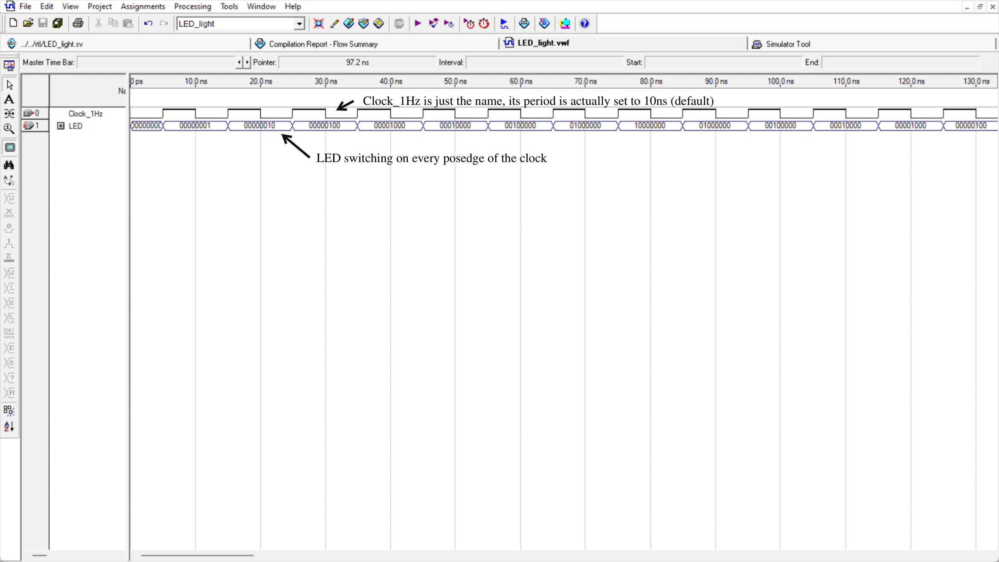 File Edit View Project Assignments Processing Tools Window Help
LED_light STOP
abc ../../rtl/LED_light.sv Compilation Report - Flow Summary LED_light.vwf Simulator Tool
Master Time Bar: Pointer: 97.2 ns Interval: Start: End:
0 ps 10.0 ns 20.0 ns 30.0 ns 40.0 ns 50.0 ns 60.0 ns 70.0 ns 80.0 ns 90.0 ns 100.0 ns 110.0 ns 120.0 ns 130.0 ns
Na
Clock_1Hz is just the name, its period is actually set to 10ns (default)
0 Clock_1Hz
1 LED 00000000 00000001 00000010 00000100 00001000 00010000 00100000 01000000 10000000 01000000 00100000 00010000 00001000 00000100
LED switching on every posedge of the clock